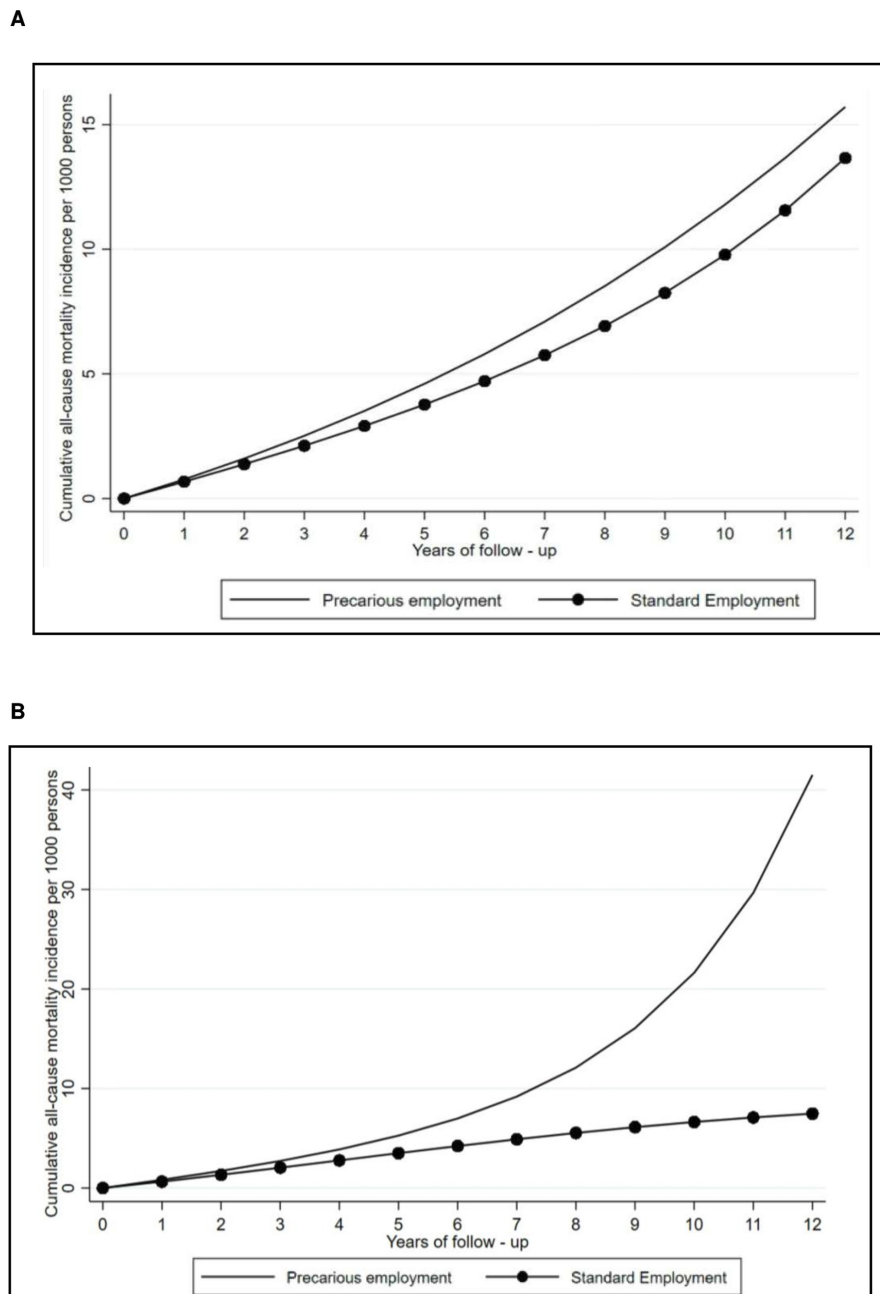 A
Cumulative all-cause mortality incidence per 1000 persons
15
10
5
0
0 1 2 3 4 5 6 7 8 9 10 11 12
Years of follow - up
Precarious employment Standard Employment
B
Cumulative all-cause mortality incidence per 1000 persons
40
30
20
10
0
0 1 2 3 4 5 6 7 8 9 10 11 12
Years of follow - up
Precarious employment Standard Employment